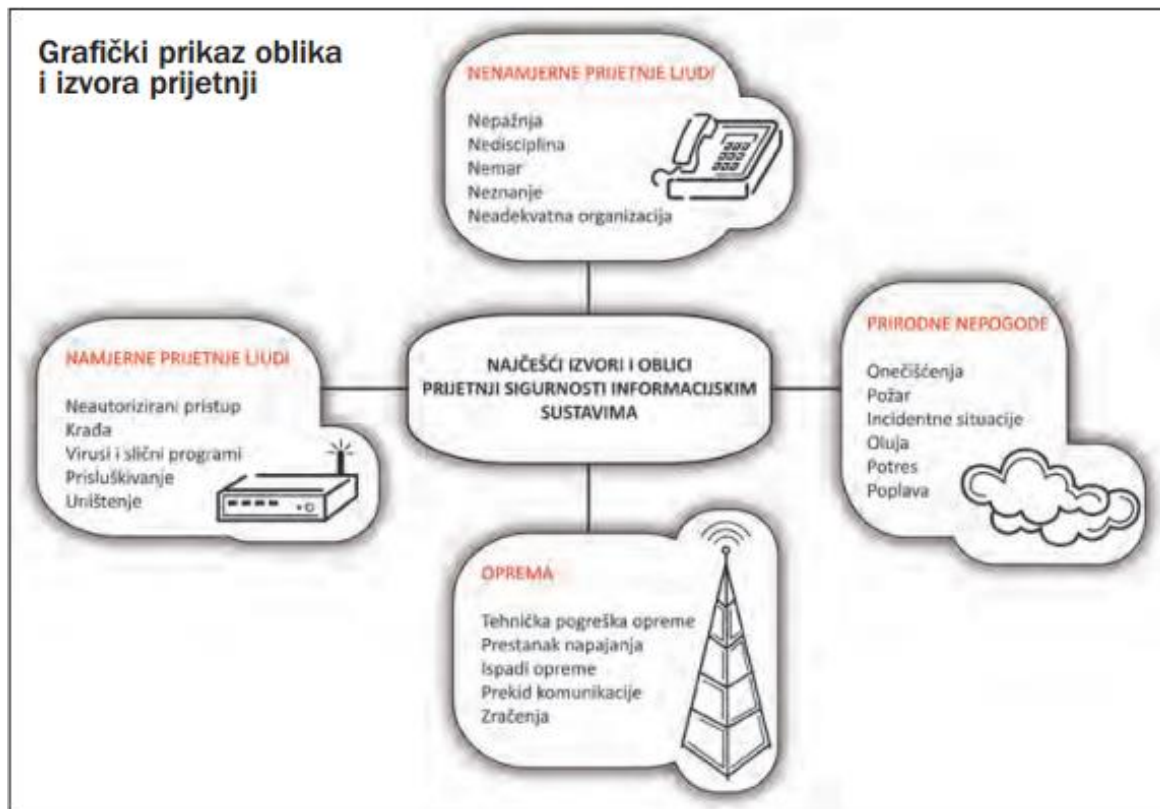 Grafički prikaz oblika
i izvora prijetnji
NENAMJERNE PRIJETNJE LJUDI
Nepažnja
Nedisciplina
Nemar
Neznanje
Neadekvatna organizacija
NAMJERNE PRIJETNJE LJUDI
Neautorizirani pristup
Krađa
Virusi i slični programi
Prisluškivanje
Uništenje
NAJČEŠĆI IZVORI I OBLICI
PRIJETNJI SIGURNOSTI INFORMACIJSKIM
SUSTAVIMA
PRIRODNE NEPOGODE
Onečišćenja
Požar
Incidentne situacije
Oluja
Potres
Poplava
OPREMA
Tehnička pogreška opreme
Prestanak napajanja
Ispadi opreme
Prekid komunikacije
Zračenja